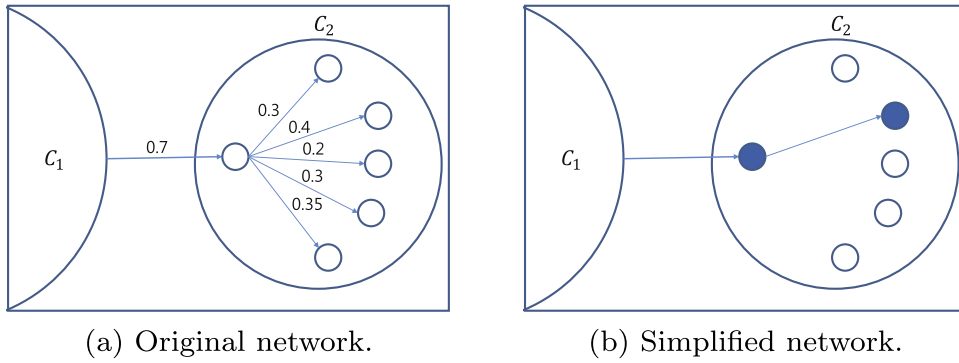 C₂
C₁
0.7
0.3
0.4
0.2
0.3
0.35
(a) Original network.
C₂
C₁
(b) Simplified network.